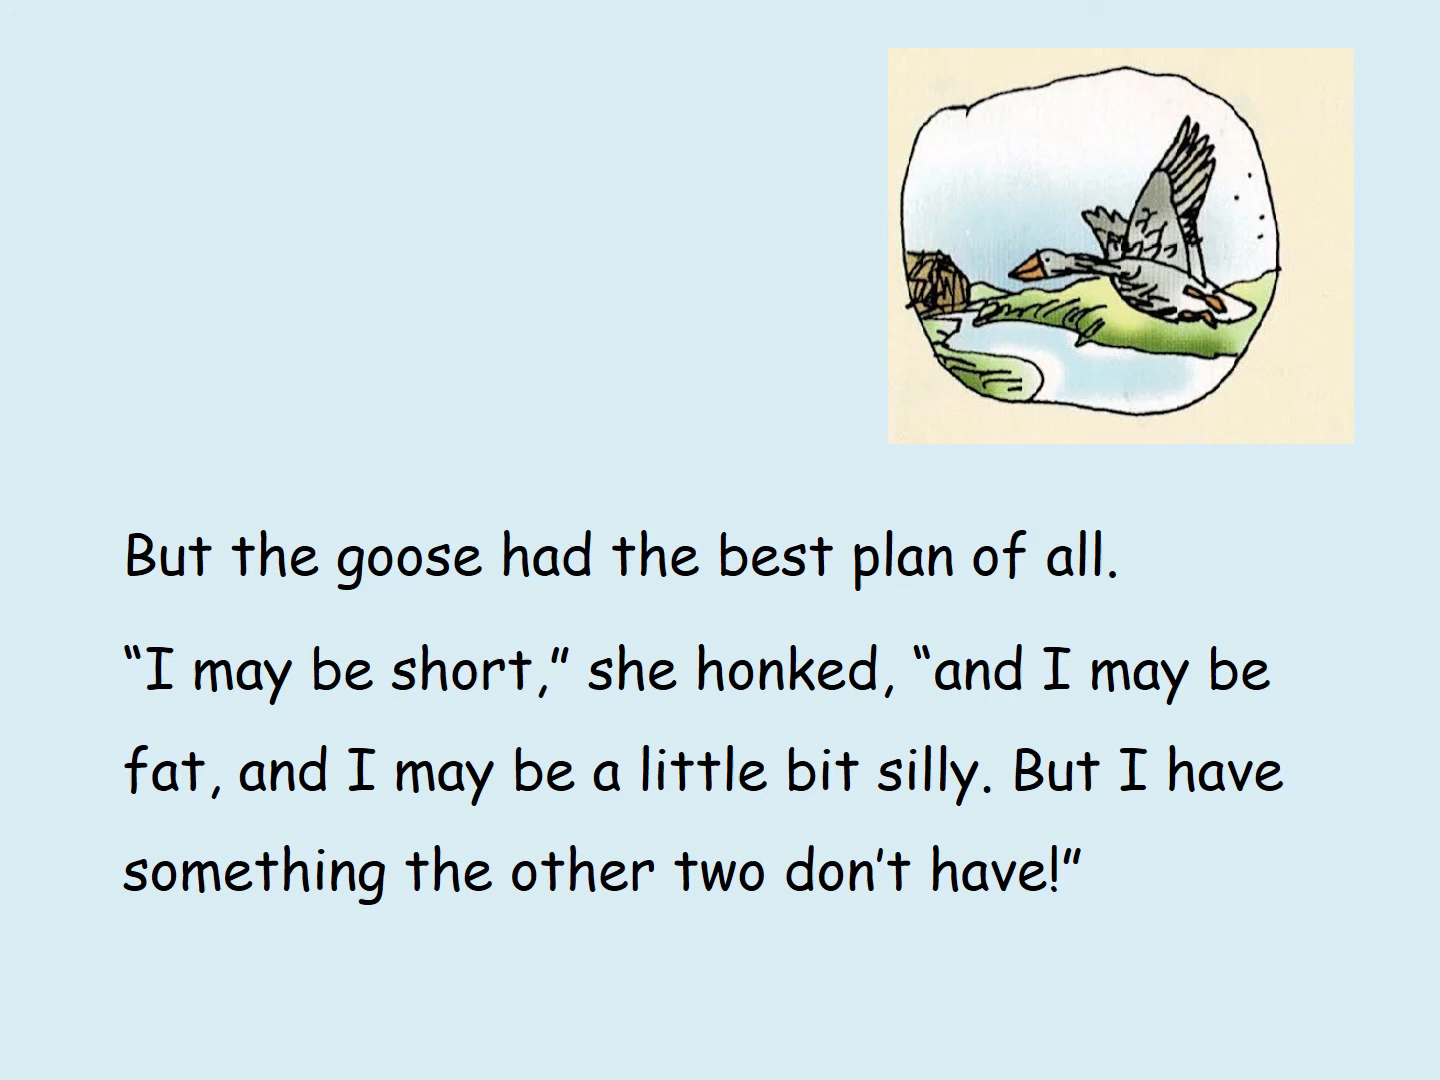 But the goose had the best plan of all.
“I may be short,” she honked, “and I may be
fat, and I may be a little bit silly. But I have
something the other two don’t have!”